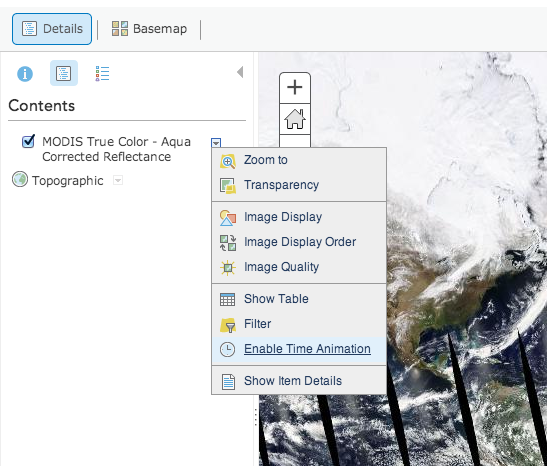 Details
Basemap
Contents
MODIS True Color - Aqua
Corrected Reflectance
Topographic
Zoom to
Transparency
Image Display
Image Display Order
Image Quality
Show Table
Filter
Enable Time Animation
Show Item Details